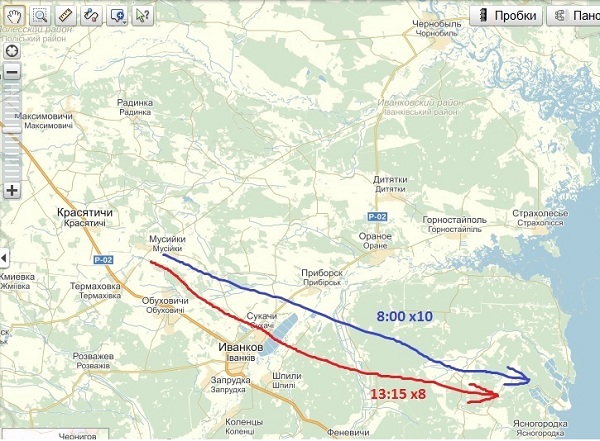 Пробки
Пано
Чернобыль
Чорнобиль
Полесский район
Поліський район
Иванковский район
Іванківський район
Радинка
Радинка
Максимовичи
Максимовичі
Дитятки
Дитятки
Р-02
Красятичи
Красятичі
Горностайполь
Горностайпіль
Страхолесье
Страхолісся
Мусийки
Мусійки
Ораное
Оране
Р-02
Приборск
Прибірськ
Жмиевка
Жміївка
Термаховка
Термахівка
Обуховичи
Обуховичі
Сукачи
Сукачі
8:00 x10
Иванков
Іванків
Розважев
Розважів
Запрудка
Запрудка
Шпили
Шпилі
13:15 x8
Ясногородка
Коленцы
Коленці
Феневичи
Чернигов